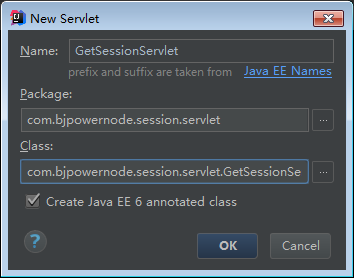 New Servlet
Name: GetSessionServlet
prefix and suffix are taken from Java EE Names
Package:
com.bjpowernode.session.servlet ...
Class:
com.bjpowernode.session.servlet.GetSessionSe ...
Create Java EE 6 annotated class
? OK Cancel